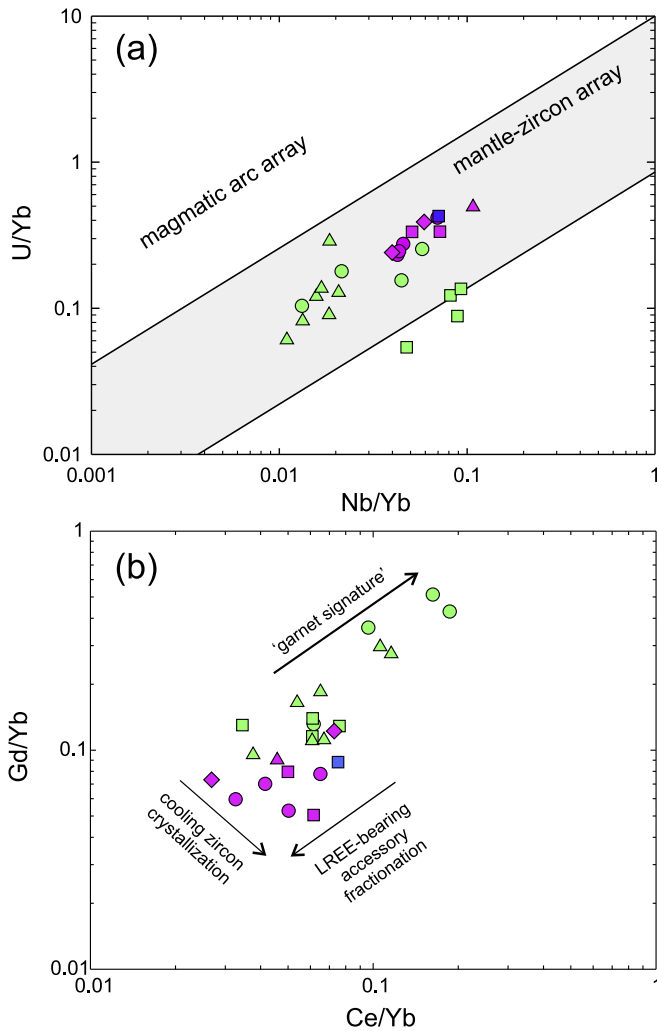 (a)
10
1
0.1
0.01
U/Yb
magmatic arc array
mantle-zircon array
0.001
0.01
0.1
1
Nb/Yb
(b)
1
0.1
0.01
Gd/Yb
'garnet signature'
cooling zircon
crystallization
LREE-bearing
accessory
fractionation
0.01
0.1
1
Ce/Yb